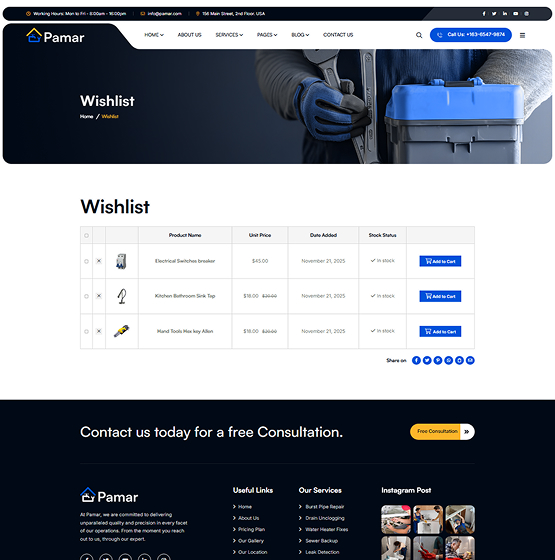 Working Hours: Mon to Fri - 8:00am - 16:00pm info@pamar.com 156 Main Street, 2nd Floor, USA
Pamar HOME ABOUT US SERVICES PAGES BLOG CONTACT US Call Us: +163-6547-9874
Wishlist
Home / Wishlist
Wishlist
Product Name Unit Price Date Added Stock Status
Electrical Switches breaker $45.00 November 21, 2025 In stock Add to Cart
Kitchen Bathroom Sink Tap $18.00 $20.00 November 21, 2025 In stock Add to Cart
Hand Tools Hex key Allen $18.00 $20.00 November 21, 2025 In stock Add to Cart
Share on
Contact us today for a free Consultation. Free Consultation
Pamar Useful Links Our Services Instagram Post
At Pamar, we are committed to delivering
unparalleled quality and precision in every facet
of our operations. From the moment you reach
out to us, through our expert.
Home
About Us
Pricing Plan
Our Gallery
Our Location
Burst Pipe Repair
Drain Unclogging
Water Heater Fixes
Sewer Backup
Leak Detection